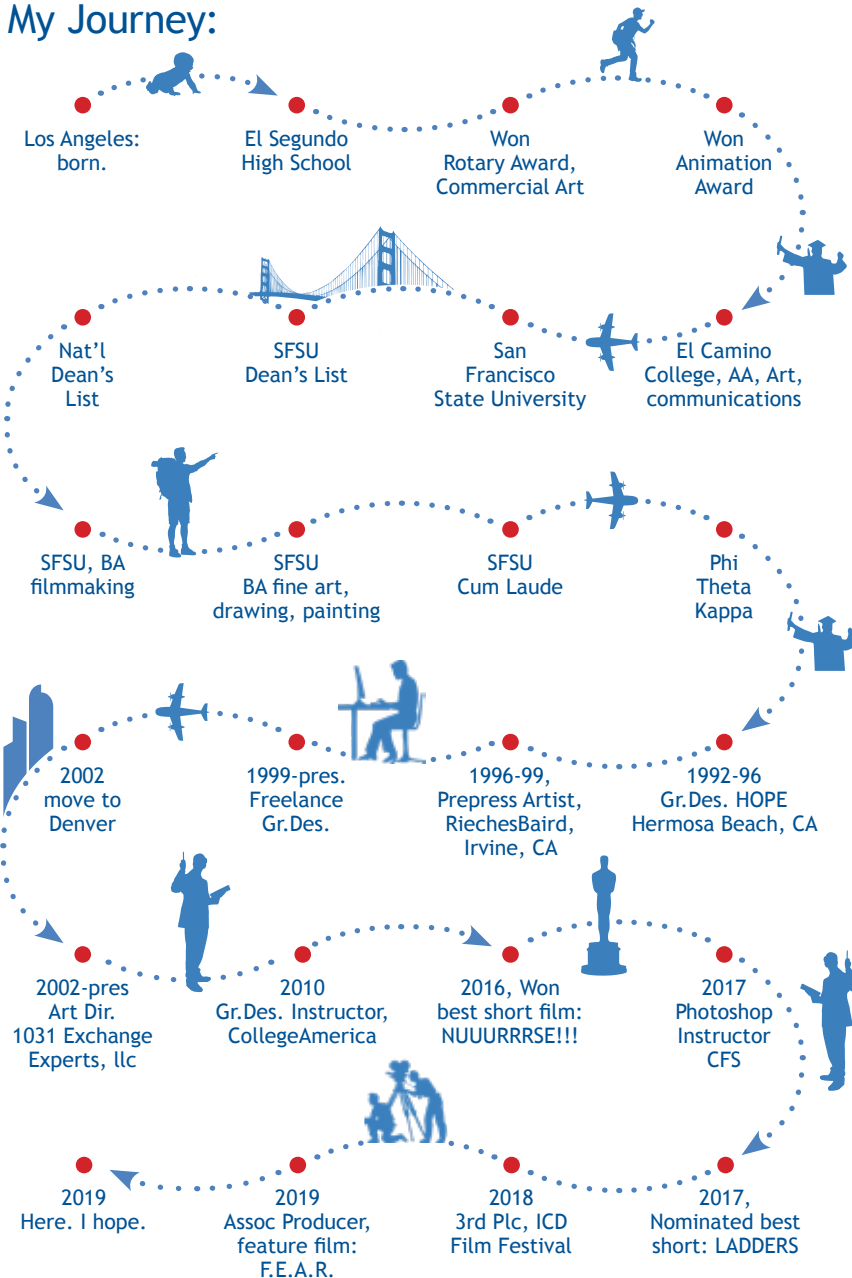 My Journey:
Los Angeles:
born.
El Segundo
High School
Won
Rotary Award,
Commercial Art
Won
Animation
Award
El Camino
College, AA, Art,
communications
San
Francisco
State University
SFSU
Dean's List
Nat'l
Dean's
List
SFSU, BA
filmmaking
SFSU
BA fine art,
drawing, painting
SFSU
Cum Laude
Phi
Theta
Kappa
1992-96
Gr.Des. HOPE
Hermosa Beach, CA
1996-99,
Prepress Artist,
RiechesBaird,
Irvine, CA
1999-pres.
Freelance
Gr.Des.
2002
move to
Denver
2002-pres
Art Dir.
1031 Exchange
Experts, llc
2010
Gr.Des. Instructor,
CollegeAmerica
2016, Won
best short film:
NUUURRRSE!!!
2017
Photoshop
Instructor
CFS
2017,
Nominated best
short: LADDERS
2018
3rd Plc, ICD
Film Festival
2019
Assoc Producer,
feature film:
F.E.A.R.
2019
Here. I hope.